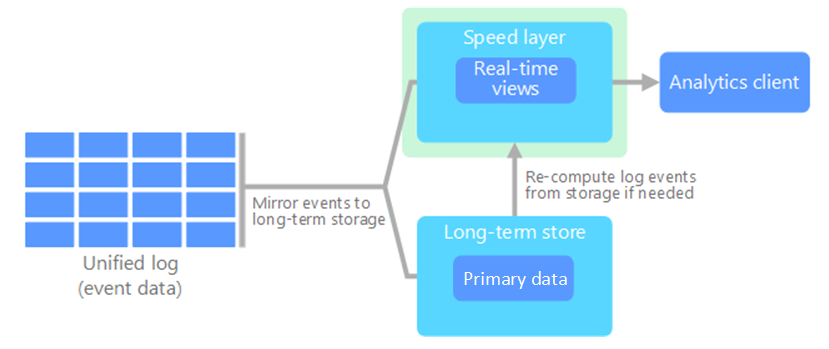 Speed layer
Real-time
views
Analytics client
Re-compute log events
from storage if needed
Mirror events to
long-term storage
Long-term store
Primary data
Unified log
(event data)